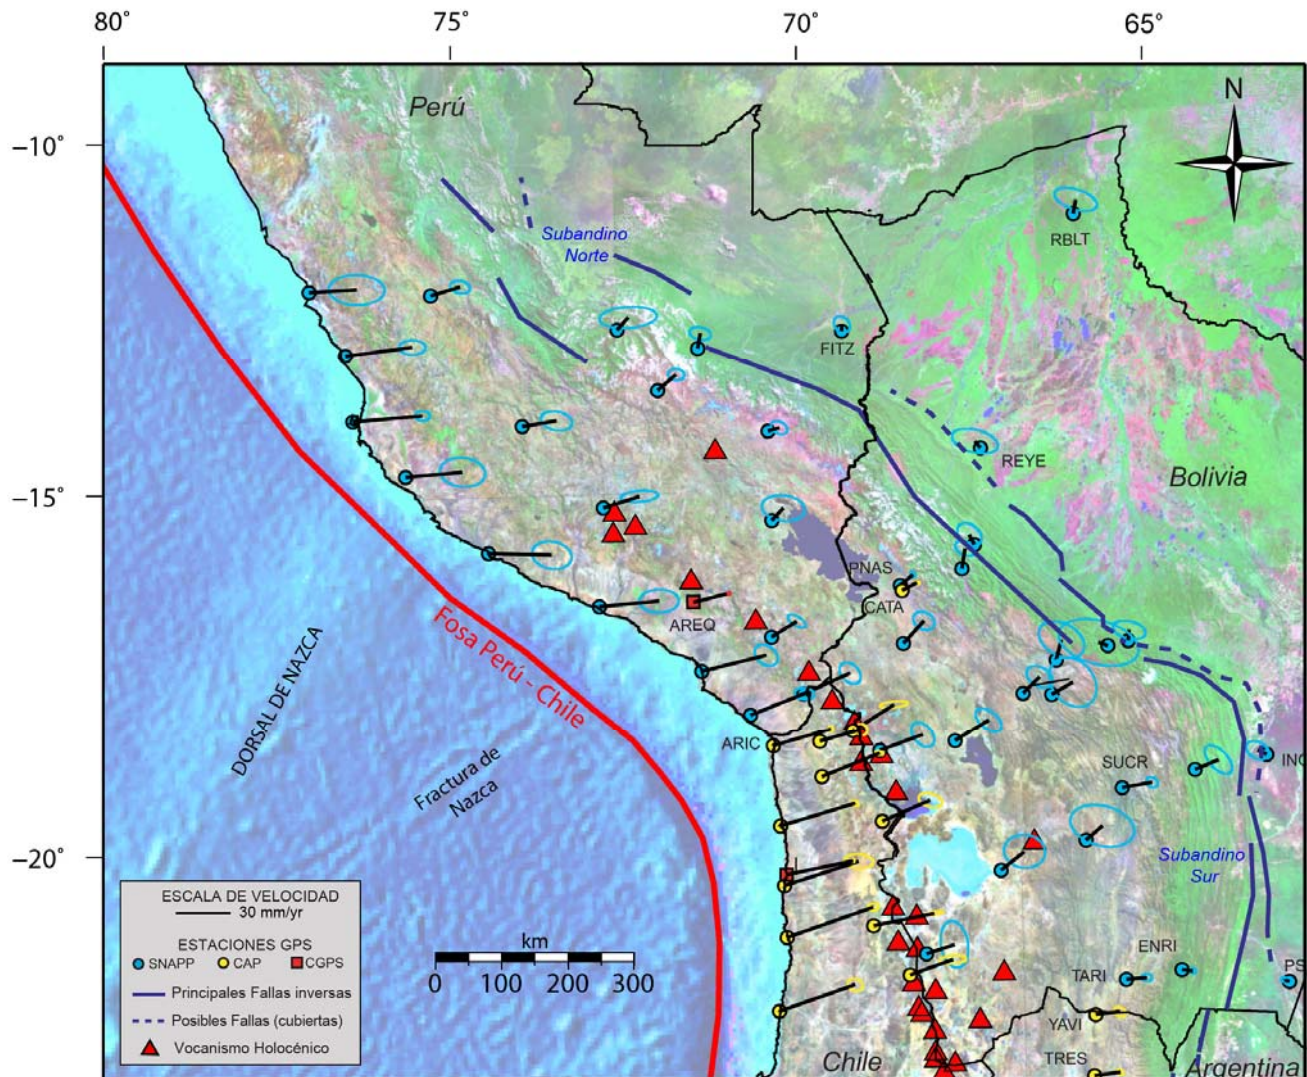 80°
75°
70°
65°
Perú
N
−10°
Subandino
Norte
RBLT
FITZ
REYE
Bolivia
−15°
PNAS
CATA
AREQ
Fosa Perú - Chile
DORSAL DE NAZCA
ARIC
Fractura de
Nazca
SUCR
INC
−20°
Subandino
Sur
ESCALA DE VELOCIDAD
30 mm/yr
ESTACIONES GPS
SNAPP
CAP
CGPS
Principales Fallas inversas
Posibles Fallas (cubiertas)
Vocanismo Holocénico
km
0 100 200 300
ENRI
TARI
PS
YAVI
TRES
Chile
Argentina